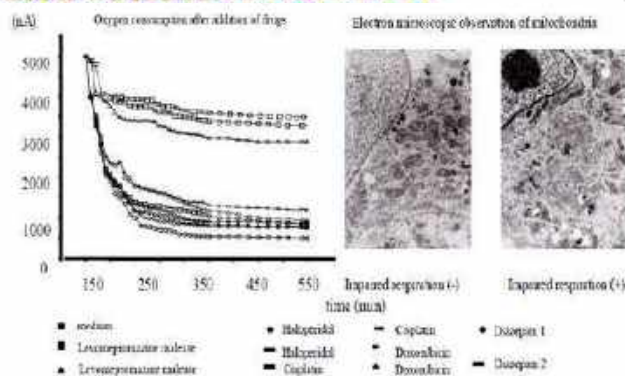 (nA)
Oxygen consumption after addition of drugs
Electron microscopic observation of mitochondria
5000
4000
3000
2000
1000
0
150 250 350 450 550
time (min)
Impaired respiration (-)
Impaired respiration (+)
medium
Levomepromazine maleate
Levomepromazine maleate
Haloperidol
Haloperidol
Cisplatin
Cisplatin
Doxorubicin
Doxorubicin
Diazepam 1
Diazepam 2